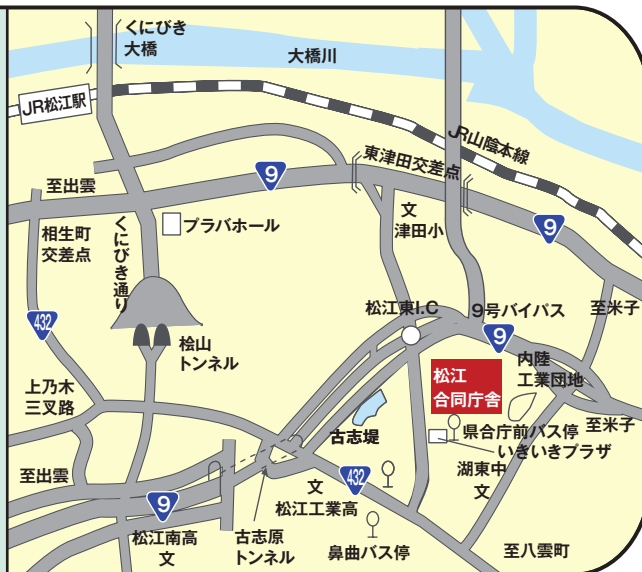 くにびき
大橋
大橋川
JR松江駅
JR山陰本線
東津田交差点
9
至出雲
文
津田小
プラバホール
相生町
交差点
くにびき通り
9
松江東I.C
9号バイパス
至米子
432
9
桧山
トンネル
内陸
工業団地
松江
合同庁舎
上乃木
三叉路
至米子
古志堤
県合庁前バス停
いきいきプラザ
湖東中
文
至出雲
432
9
文
松江工業高
松江南高
文
古志原
トンネル
鼻曲バス停
至八雲町